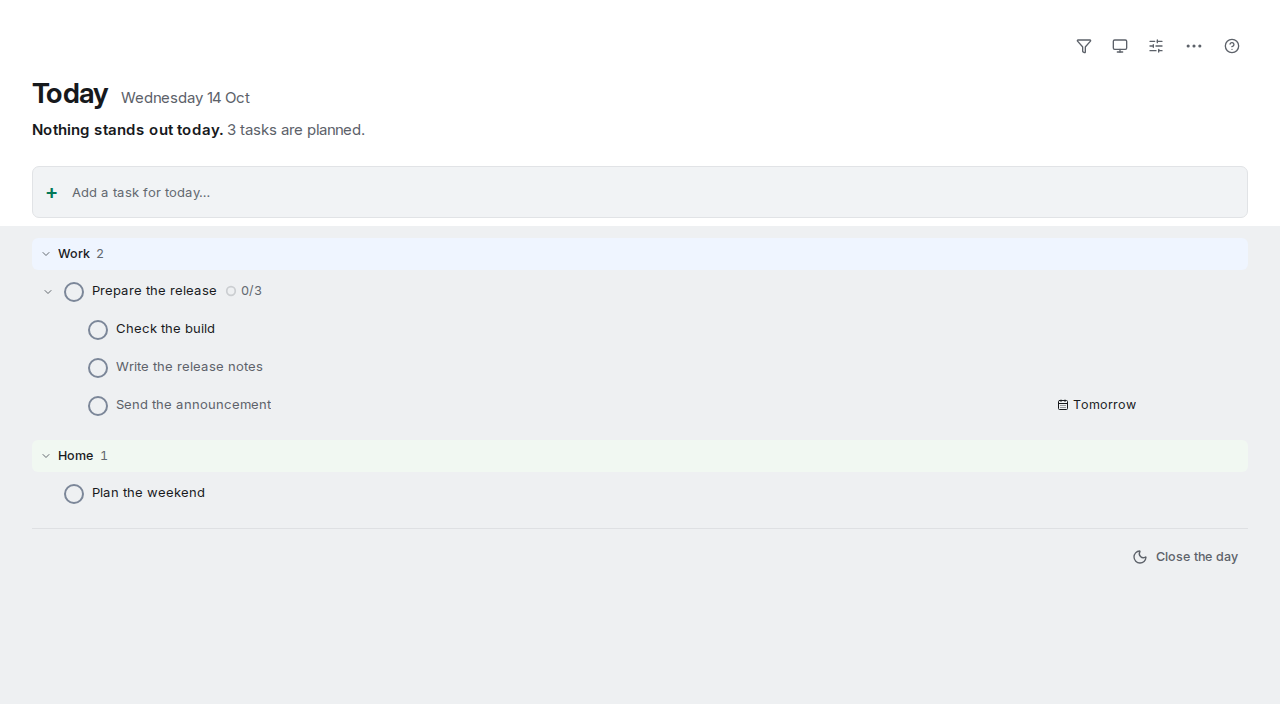 Today Wednesday 14 Oct
Nothing stands out today. 3 tasks are planned.
+ Add a task for today...
Work 2
Prepare the release 0/3
Check the build
Write the release notes
Send the announcement Tomorrow
Home 1
Plan the weekend
Close the day